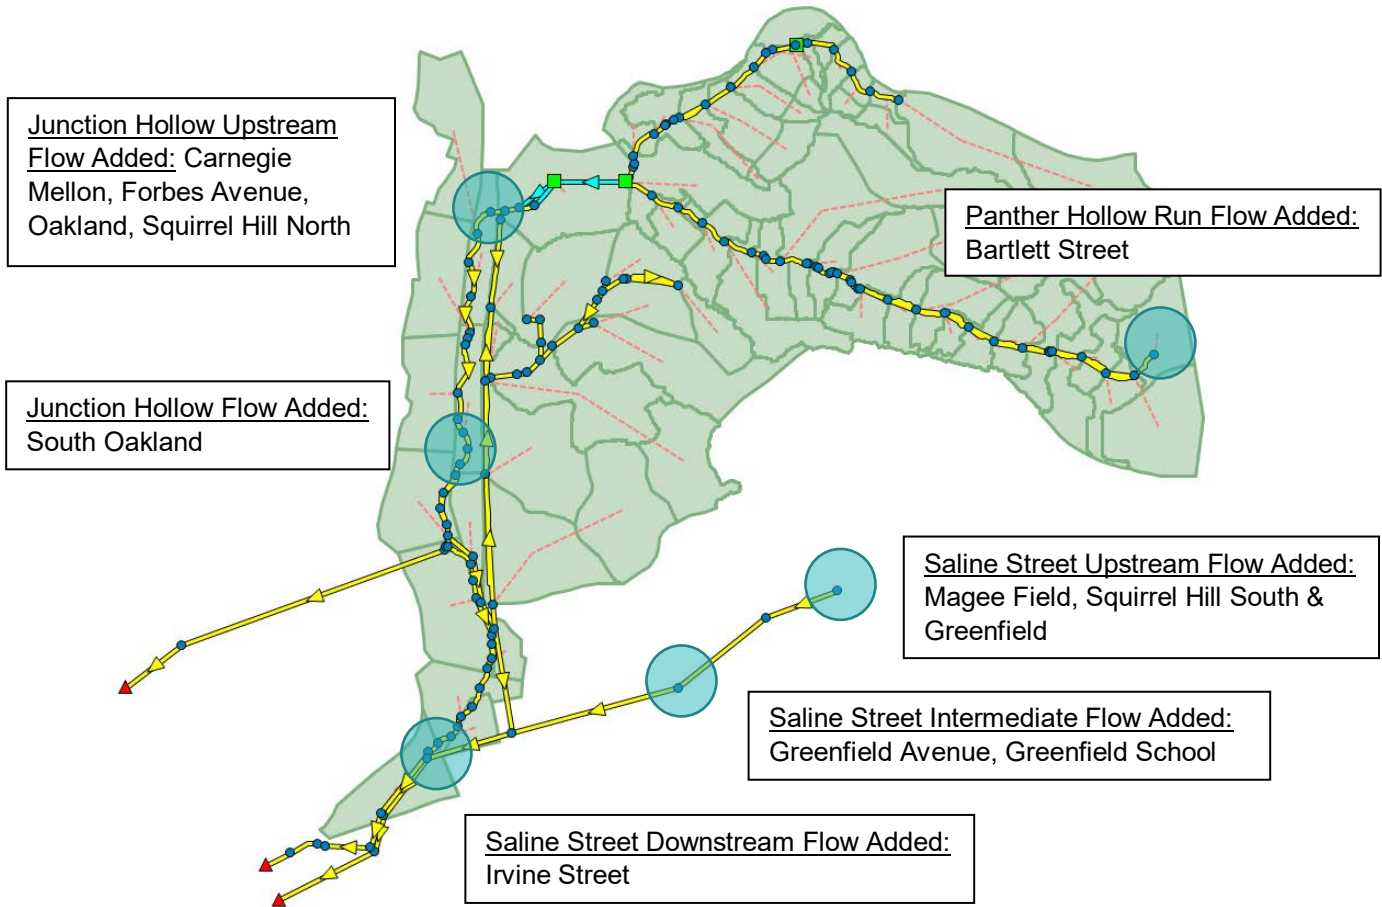 Junction Hollow Upstream
Flow Added: Carnegie
Mellon, Forbes Avenue,
Oakland, Squirrel Hill North
Panther Hollow Run Flow Added:
Bartlett Street
Junction Hollow Flow Added:
South Oakland
Saline Street Upstream Flow Added:
Magee Field, Squirrel Hill South &
Greenfield
Saline Street Intermediate Flow Added:
Greenfield Avenue, Greenfield School
Saline Street Downstream Flow Added:
Irvine Street